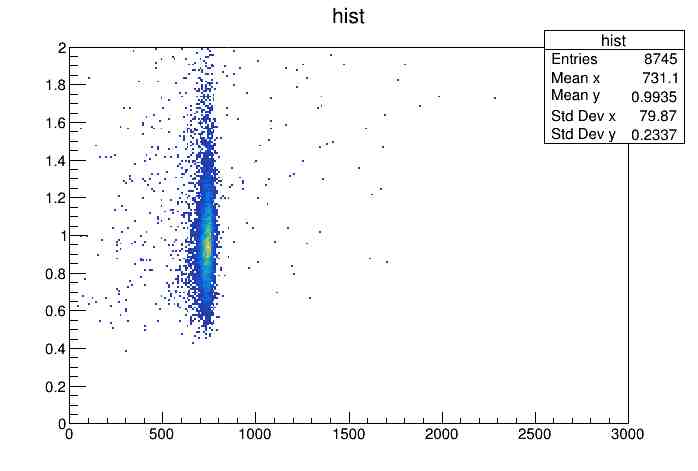 hist
hist
Entries 8745
Mean x 731.1
Mean y 0.9935
Std Dev x 79.87
Std Dev y 0.2337
2
1.8
1.6
1.4
1.2
1
0.8
0.6
0.4
0.2
0
0 500 1000 1500 2000 2500 3000